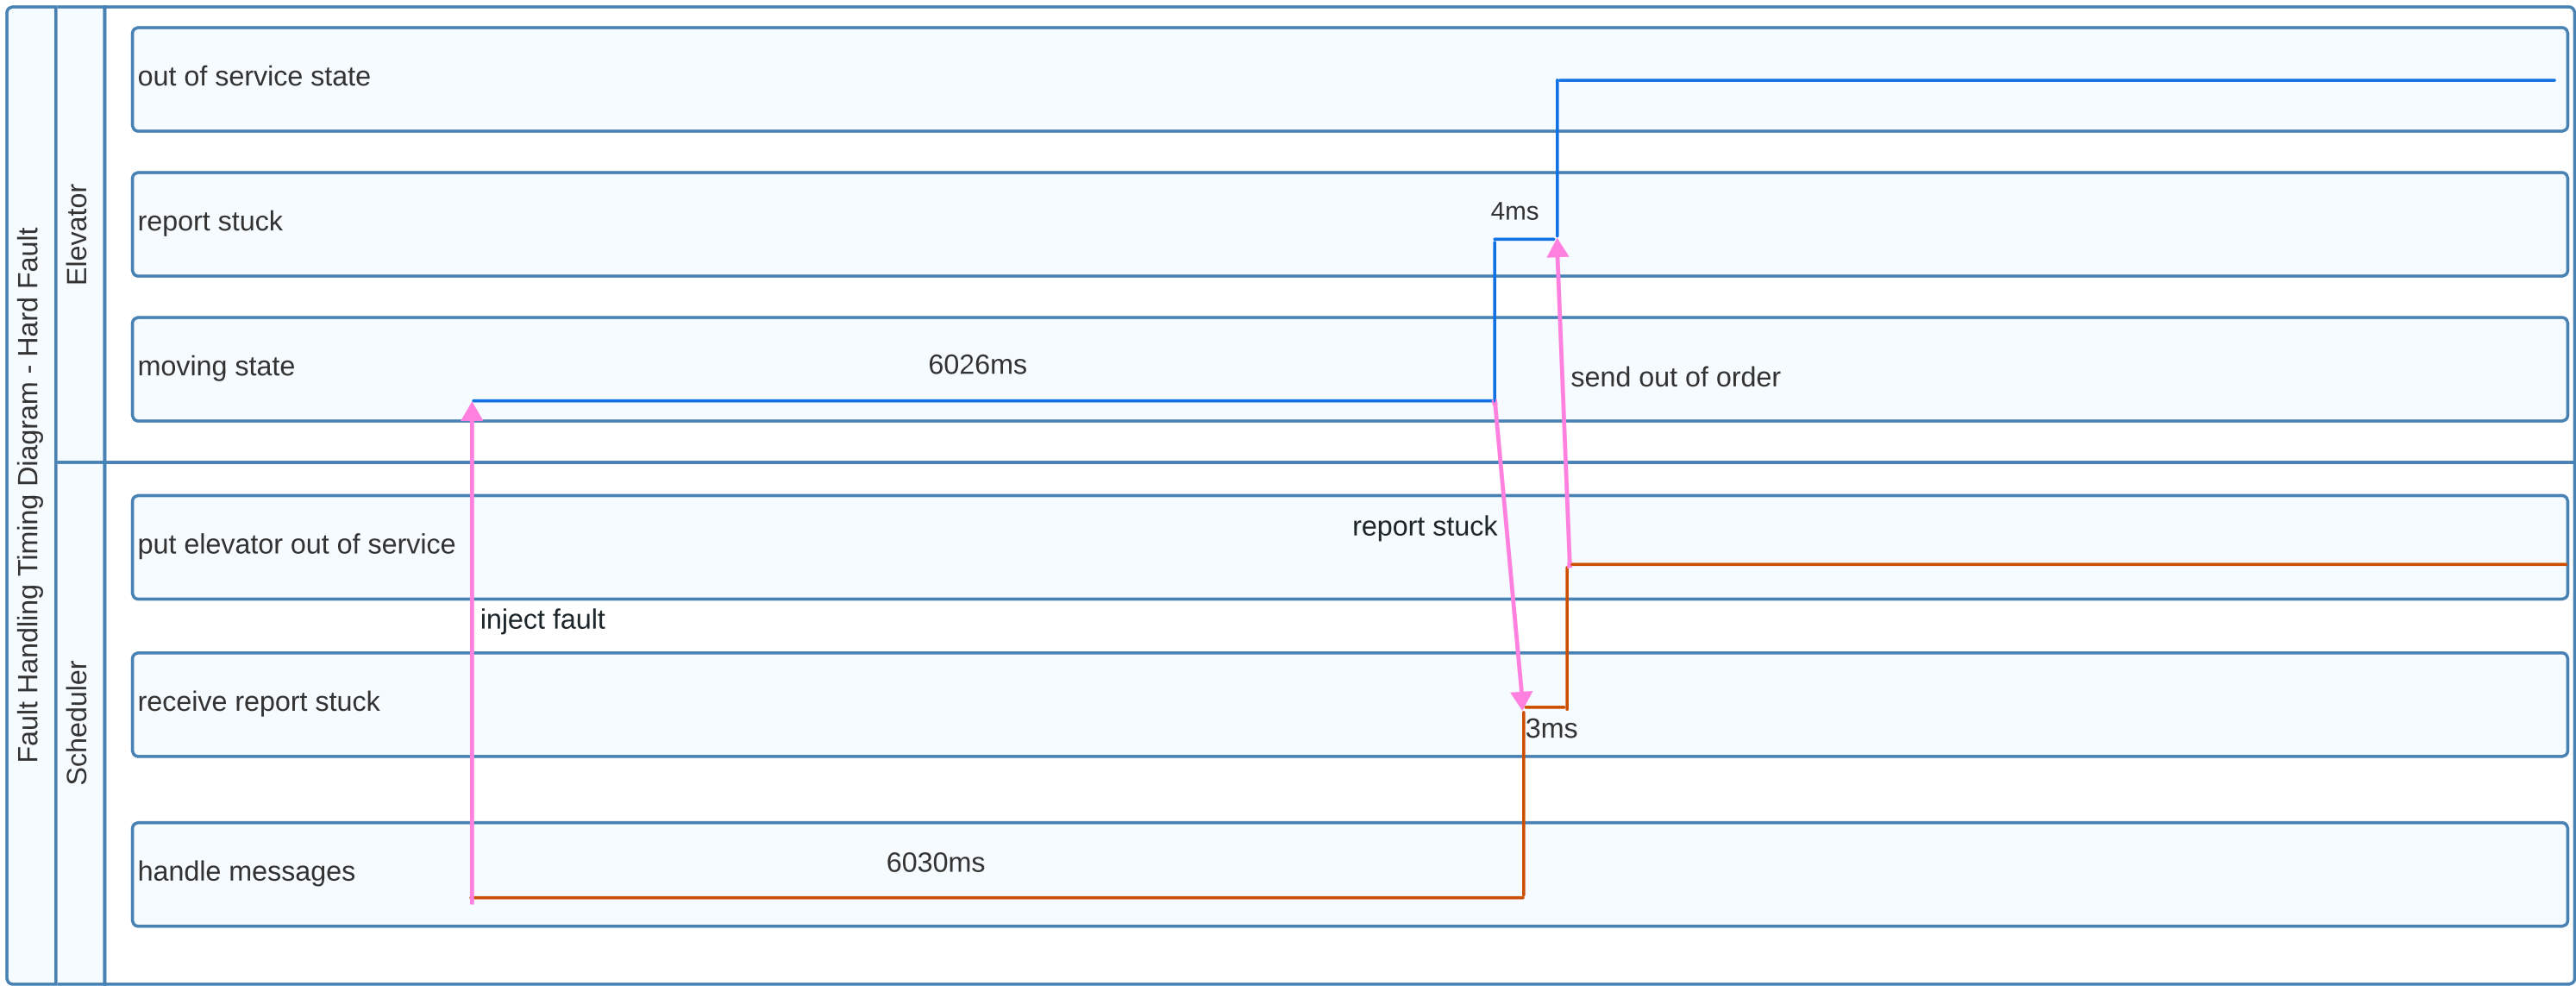 Fault Handling Timing Diagram - Hard Fault
Elevator
out of service state
report stuck
4ms
moving state
6026ms
send out of order
Scheduler
put elevator out of service
report stuck
inject fault
receive report stuck
3ms
handle messages
6030ms